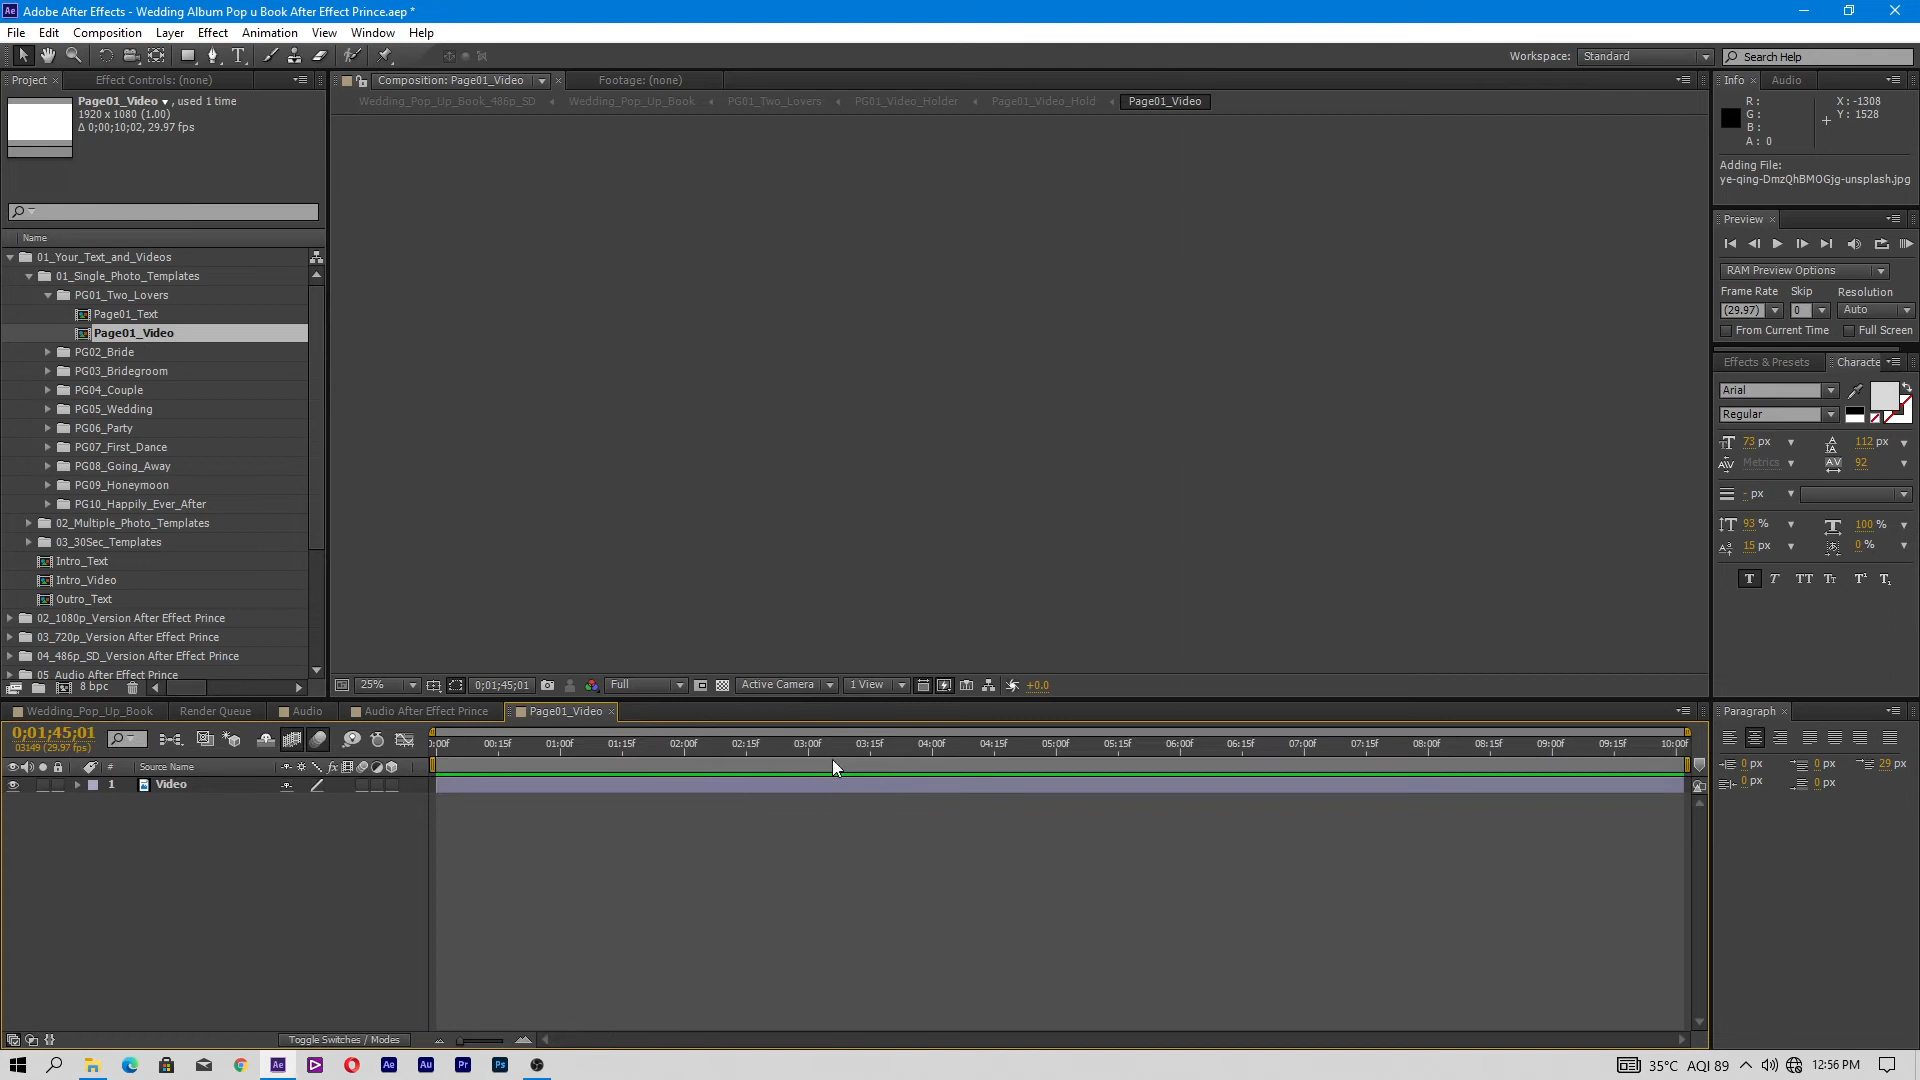 Adobe After Effects - Wedding Album Pop u Book After Effect Prince.aep *
File Edit Composition Layer Effect Animation View Window Help
Workspace: Standard Search Help
Project Effect Controls: (none)
Page01_Video , used 1 time
1920 x 1080 (1.00)
Δ 0;00;10;02, 29.97 fps
Name
01_Your_Text_and_Videos
01_Single_Photo_Templates
PG01_Two_Lovers
Page01_Text
Page01_Video
PG02_Bride
PG03_Bridegroom
PG04_Couple
PG05_Wedding
PG06_Party
PG07_First_Dance
PG08_Going_Away
PG09_Honeymoon
PG10_Happily_Ever_After
02_Multiple_Photo_Templates
03_30Sec_Templates
Intro_Text
Intro_Video
Outro_Text
02_1080p_Version After Effect Prince
03_720p_Version After Effect Prince
04_486p_SD_Version After Effect Prince
05_Audio After Effect Prince
8 bpc
Composition: Page01_Video Footage: (none)
Wedding_Pop_Up_Book_486p_SD Wedding_Pop_Up_Book PG01_Two_Lovers PG01_Video_Holder Page01_Video_Hold Page01_Video
25% 0;01;45;01 Full Active Camera 1 View +0.0
Info Audio
R : X : -1308
G : Y : 1528
B :
A : 0
Adding File:
ye-qing-DmzQhBMOGjg-unsplash.jpg
Preview
RAM Preview Options
Frame Rate Skip Resolution
(29.97) 0 Auto
From Current Time Full Screen
Effects & Presets Characte
Arial
Regular
73 px 112 px
Metrics 92
- px
93 % 100 %
15 px 0 %
T T TT Tt T¹ T₁
Wedding_Pop_Up_Book Render Queue Audio Audio After Effect Prince Page01_Video
0;01;45;01
03149 (29.97 fps)
):00f 00:15f 01:00f 01:15f 02:00f 02:15f 03:00f 03:15f 04:00f 04:15f 05:00f 05:15f 06:00f 06:15f 07:00f 07:15f 08:00f 08:15f 09:00f 09:15f 10:00f
# Source Name
1 Video
Toggle Switches / Modes
Paragraph
0 px 0 px 29 px
0 px 0 px
35°C AQI 89 12:56 PM